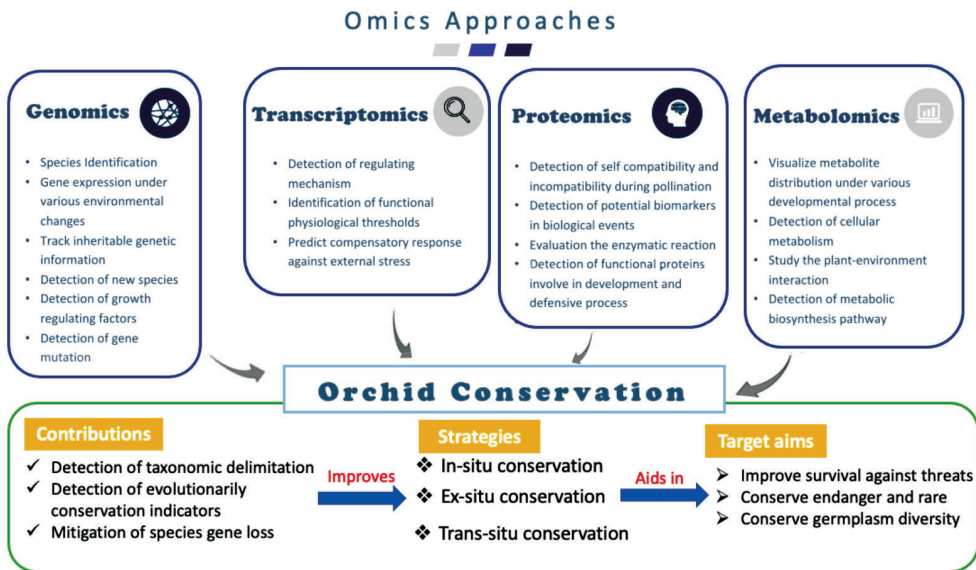 Omics Approaches
Genomics
Species Identification
Gene expression under
various environmental
changes
Track inheritable genetic
information
Detection of new species
Detection of growth
regulating factors
Detection of gene
mutation
Transcriptomics
Detection of regulating
mechanism
Identification of functional
physiological thresholds
Predict compensatory response
against external stress
Proteomics
Detection of self compatibility and
incompatibility during pollination
Detection of potential biomarkers
in biological events
Evaluation the enzymatic reaction
Detection of functional proteins
involve in development and
defensive process
Metabolomics
Visualize metabolite
distribution under various
developmental process
Detection of cellular
metabolism
Study the plant-environment
interaction
Detection of metabolic
biosynthesis pathway
Orchid Conservation
Contributions
Detection of taxonomic delimitation
Detection of evolutionarily
conservation indicators
Mitigation of species gene loss
Improves
Strategies
In-situ conservation
Ex-situ conservation
Trans-situ conservation
Aids in
Target aims
Improve survival against threats
Conserve endanger and rare
Conserve germplasm diversity